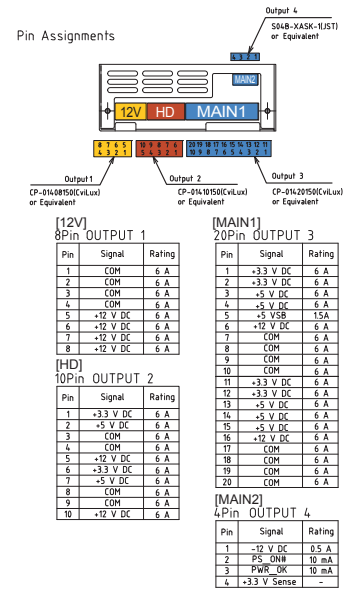 Output 4
S04B-XASK-1(JST)
or Equivalent
Pin Assignments
4 3 2 1
MAIN2
12V HD MAIN1
8 7 6 5 10 9 8 7 6 20 19 18 17 16 15 14 13 12 11
4 3 2 1 5 4 3 2 1 10 9 8 7 6 5 4 3 2 1
Output1 Output 2 Output 3
CP-01408150(CviLux) CP-01410150(CviLux) CP-01420150(CviLux)
or Equivalent or Equivalent or Equivalent
[12V]
8Pin OUTPUT 1
Pin Signal Rating
1 COM 6 A
2 COM 6 A
3 COM 6 A
4 COM 6 A
5 +12 V DC 6 A
6 +12 V DC 6 A
7 +12 V DC 6 A
8 +12 V DC 6 A
[HD]
10Pin OUTPUT 2
Pin Signal Rating
1 +3.3 V DC 6 A
2 +5 V DC 6 A
3 COM 6 A
4 COM 6 A
5 +12 V DC 6 A
6 +3.3 V DC 6 A
7 +5 V DC 6 A
8 COM 6 A
9 COM 6 A
10 +12 V DC 6 A
[MAIN1]
20Pin OUTPUT 3
Pin Signal Rating
1 +3.3 V DC 6 A
2 +3.3 V DC 6 A
3 +5 V DC 6 A
4 +5 V DC 6 A
5 +5 VSB 1.5A
6 +12 V DC 6 A
7 COM 6 A
8 COM 6 A
9 COM 6 A
10 COM 6 A
11 +3.3 V DC 6 A
12 +3.3 V DC 6 A
13 +5 V DC 6 A
14 +5 V DC 6 A
15 +5 V DC 6 A
16 +12 V DC 6 A
17 COM 6 A
18 COM 6 A
19 COM 6 A
20 COM 6 A
[MAIN2]
4Pin OUTPUT 4
Pin Signal Rating
1 -12 V DC 0.5 A
2 PS_ON# 10 mA
3 PWR_OK 10 mA
4 +3.3 V Sense -